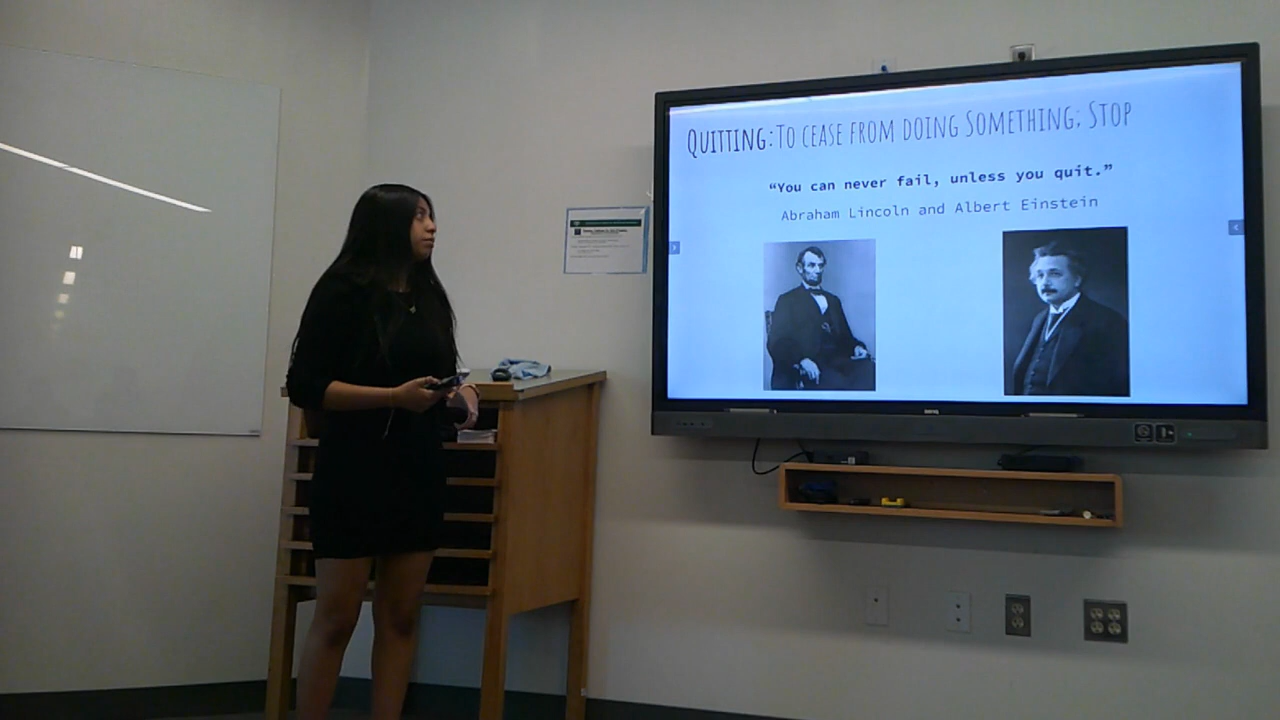 QUITTING: TO CEASE FROM DOING SOMETHING; STOP
“You can never fail, unless you quit.”
Abraham Lincoln and Albert Einstein
BenQ